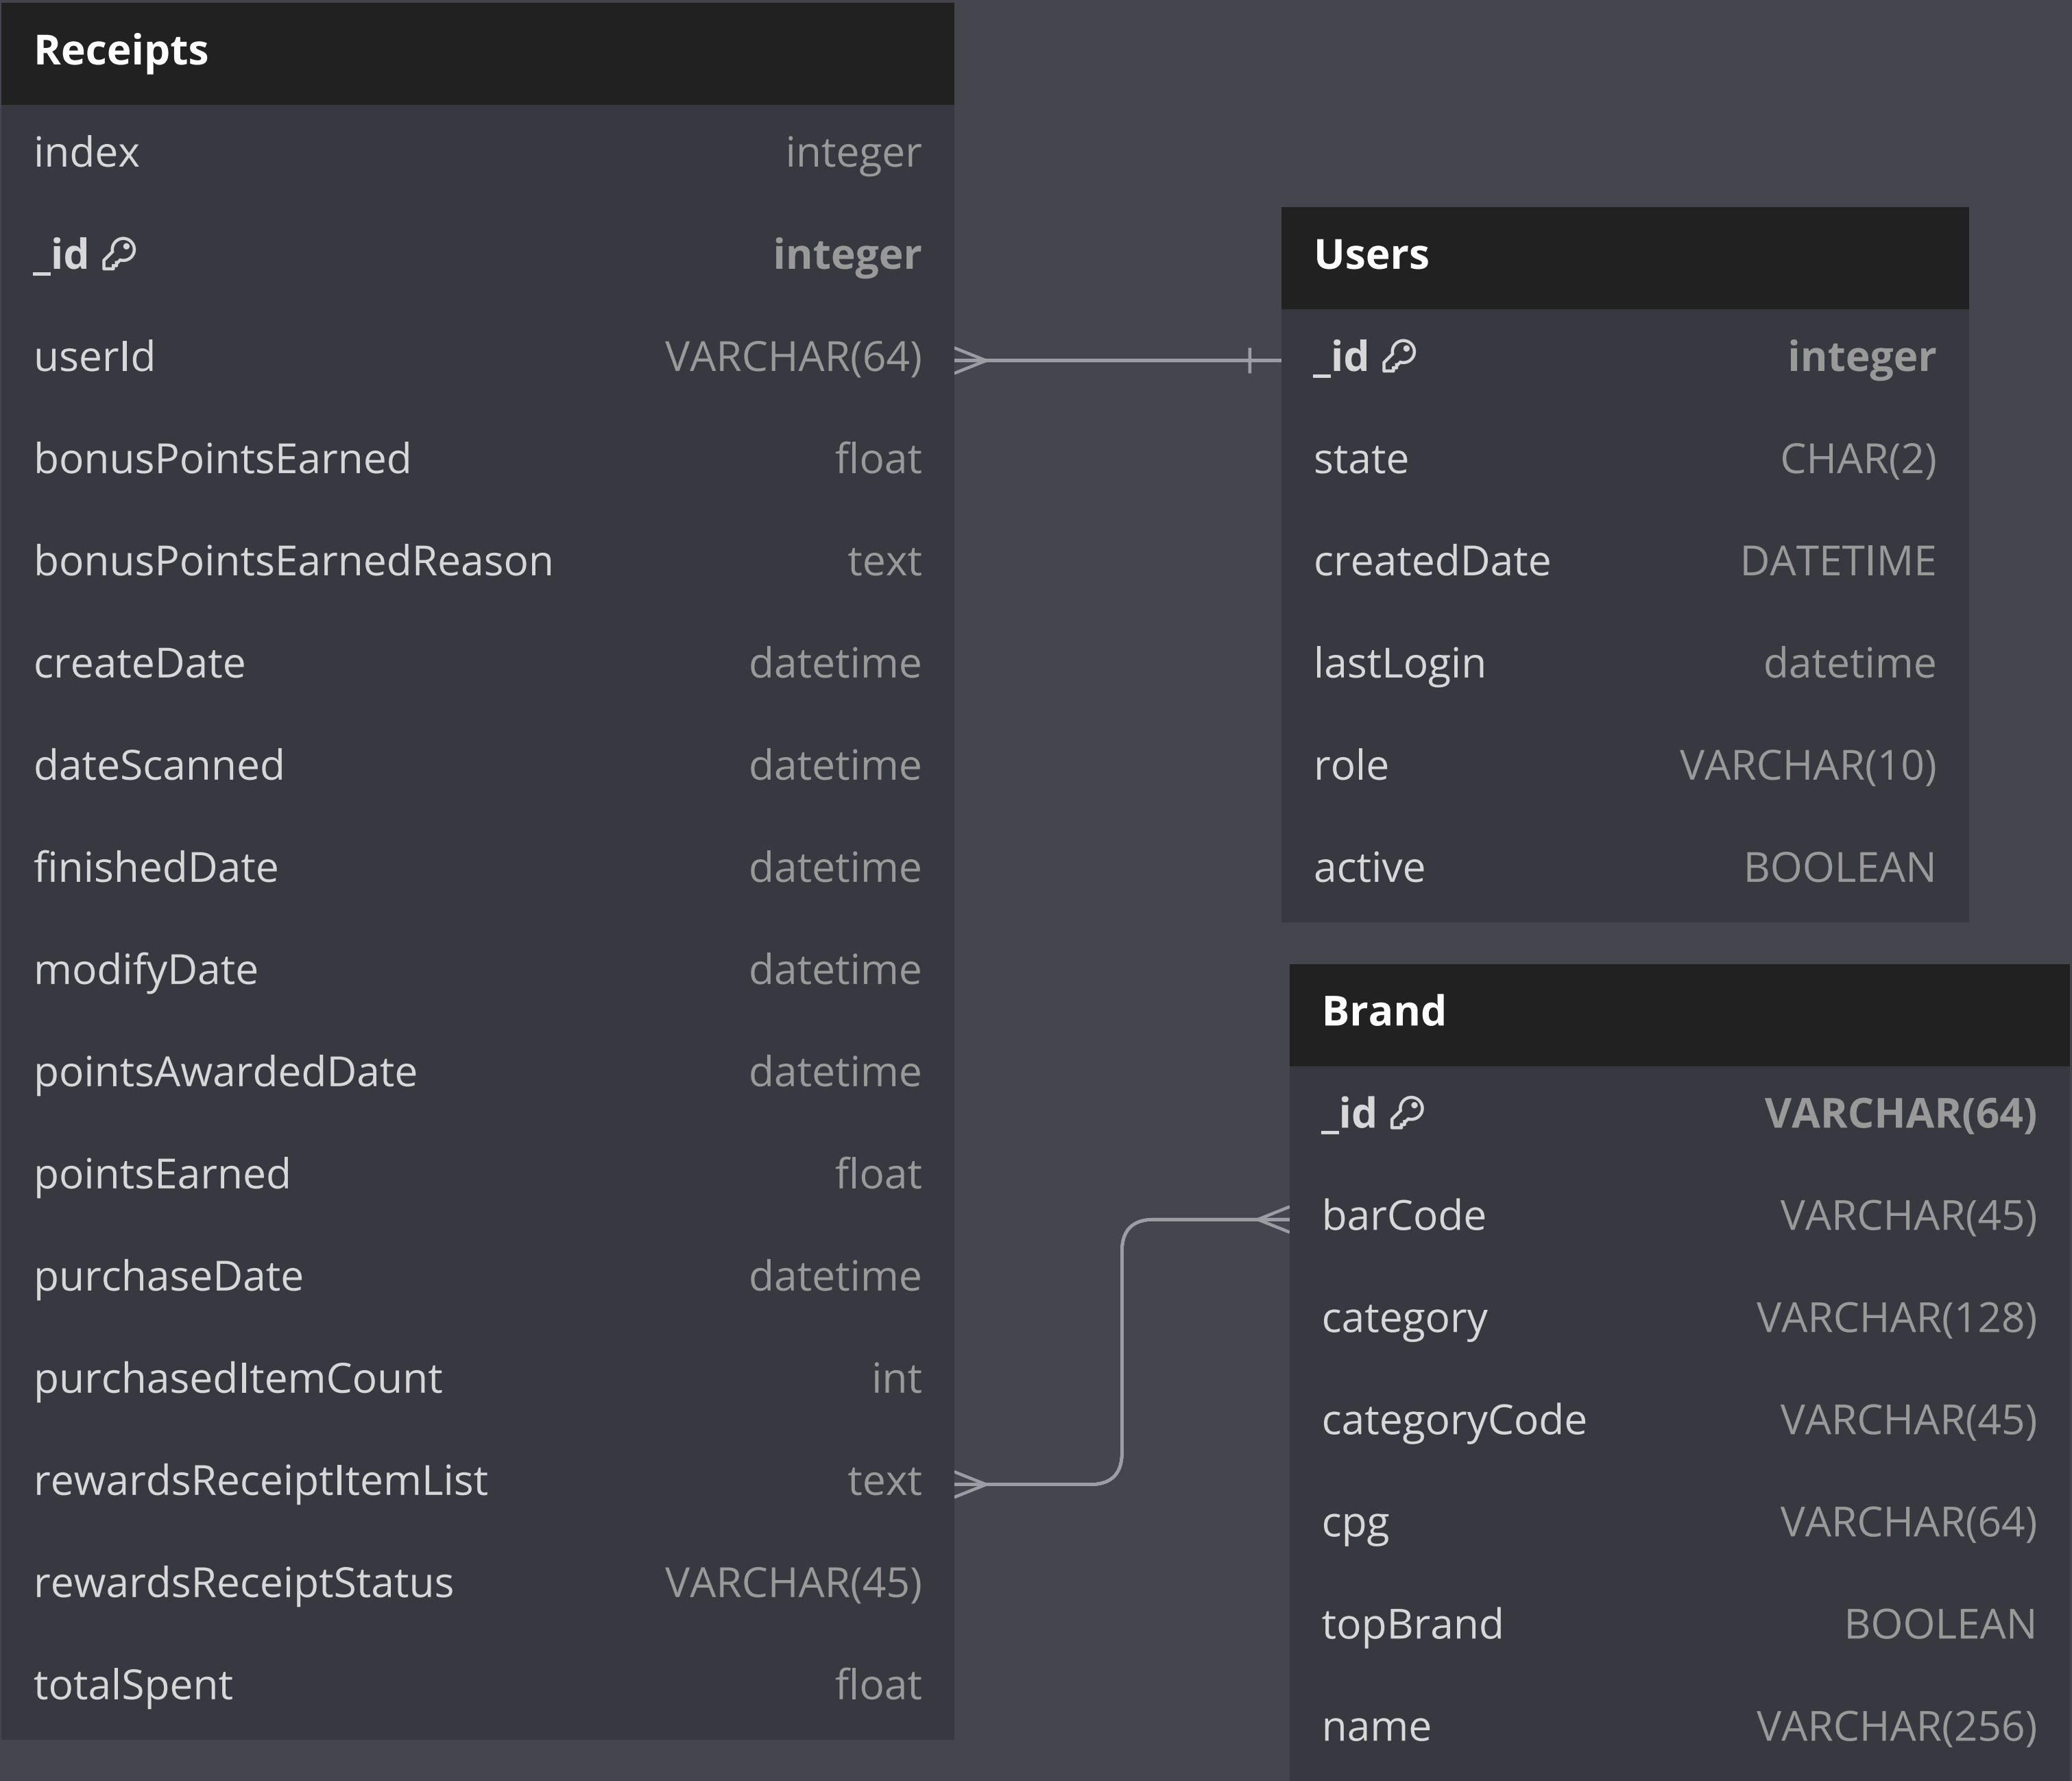 Receipts
index integer
_id integer
userId VARCHAR(64)
bonusPointsEarned float
bonusPointsEarnedReason text
createDate datetime
dateScanned datetime
finishedDate datetime
modifyDate datetime
pointsAwardedDate datetime
pointsEarned float
purchaseDate datetime
purchasedItemCount int
rewardsReceiptItemList text
rewardsReceiptStatus VARCHAR(45)
totalSpent float
Users
_id integer
state CHAR(2)
createdDate DATETIME
lastLogin datetime
role VARCHAR(10)
active BOOLEAN
Brand
_id VARCHAR(64)
barCode VARCHAR(45)
category VARCHAR(128)
categoryCode VARCHAR(45)
cpg VARCHAR(64)
topBrand BOOLEAN
name VARCHAR(256)